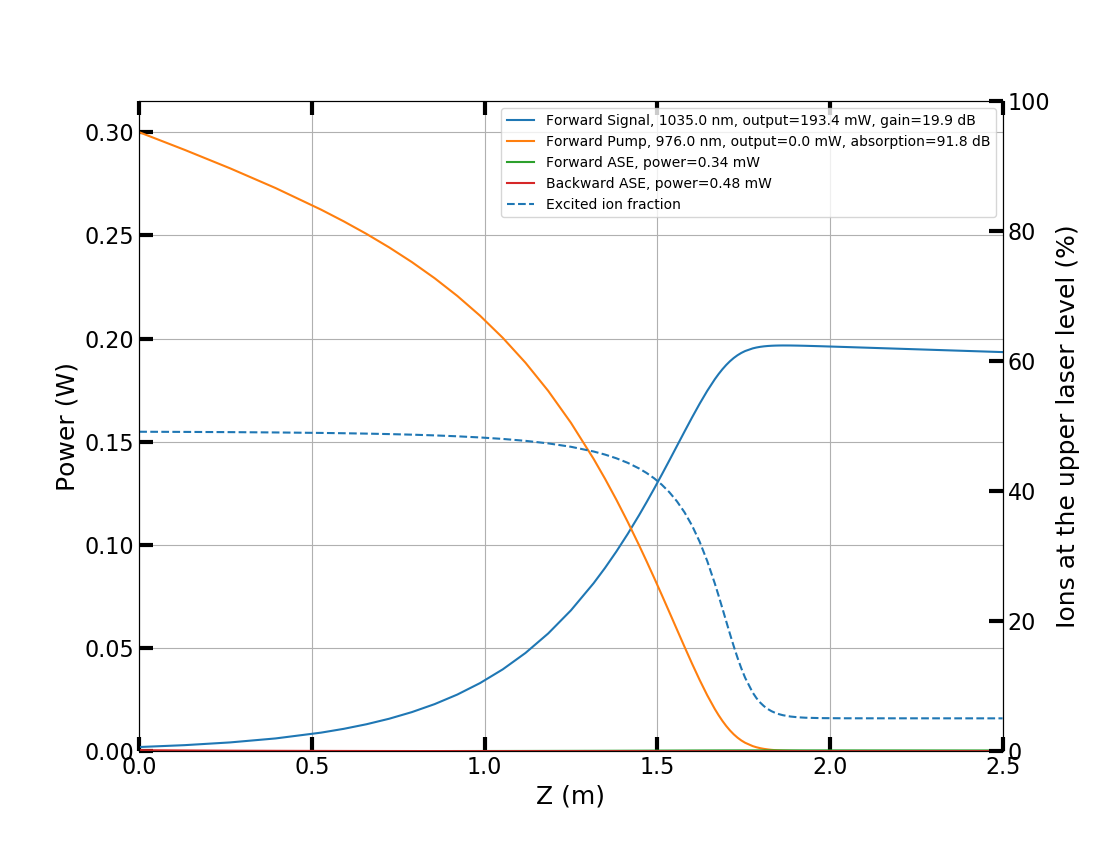 Forward Signal, 1035.0 nm, output=193.4 mW, gain=19.9 dB
Forward Pump, 976.0 nm, output=0.0 mW, absorption=91.8 dB
Forward ASE, power=0.34 mW
Backward ASE, power=0.48 mW
Excited ion fraction
Power (W)
0.30
0.25
0.20
0.15
0.10
0.05
0.00
0.0 0.5 1.0 1.5 2.0 2.5
Z (m)
100
80
60
40
20
0
Ions at the upper laser level (%)